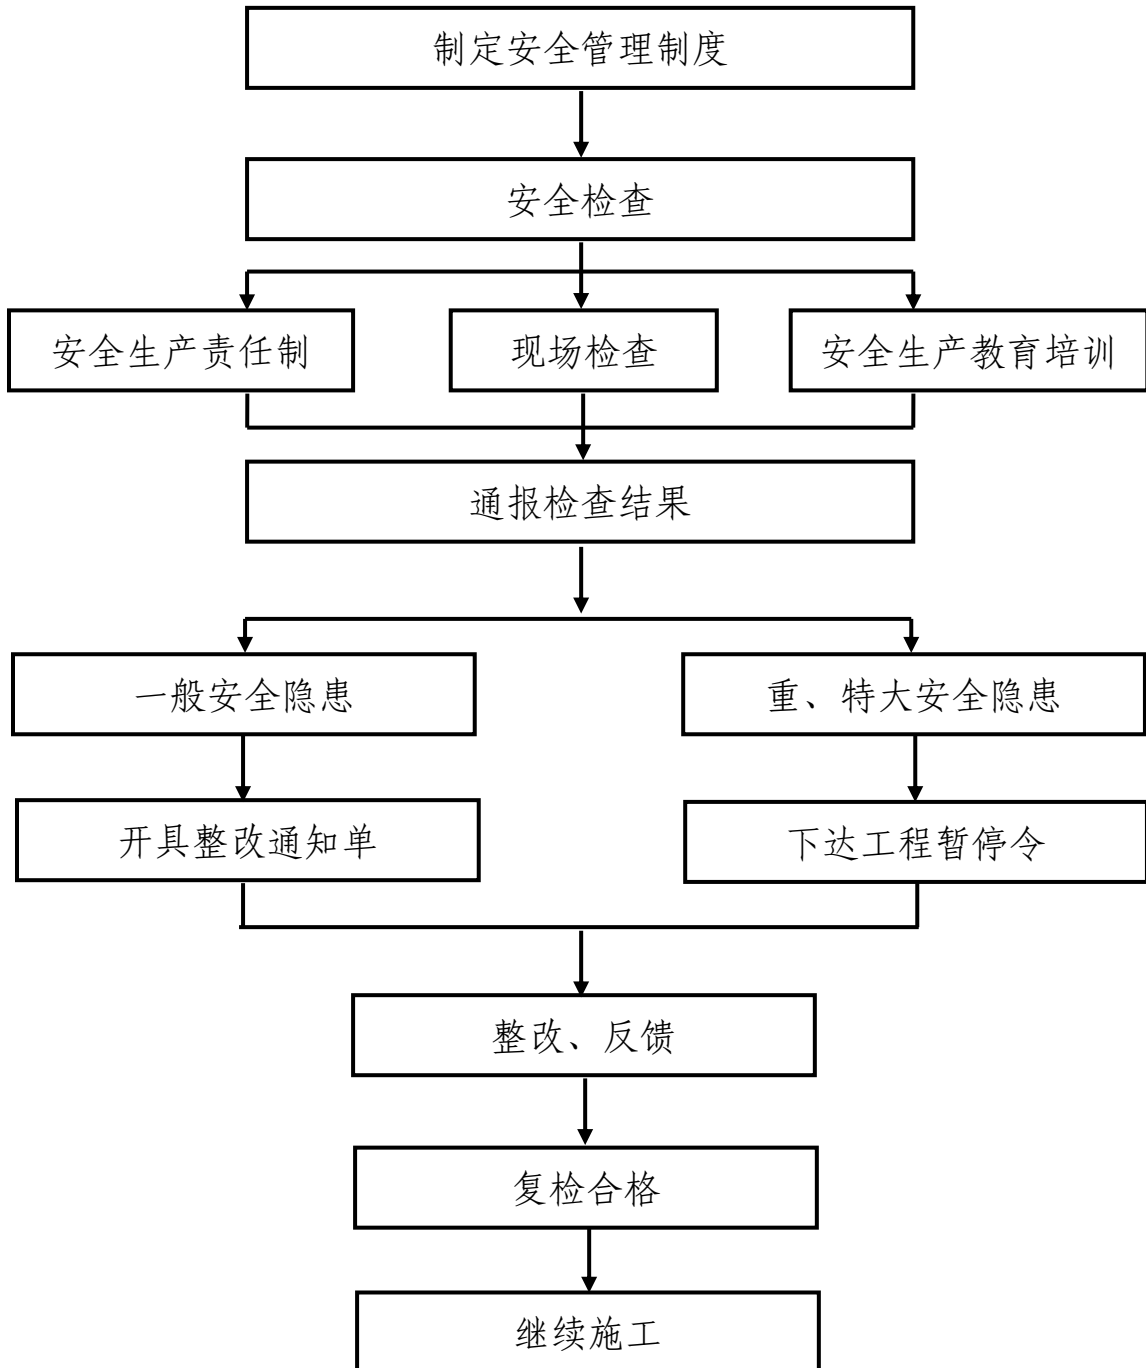 制定安全管理制度
安全检查
安全生产责任制
现场检查
安全生产教育培训
通报检查结果
一般安全隐患
重、特大安全隐患
开具整改通知单
下达工程暂停令
整改、反馈
复检合格
继续施工